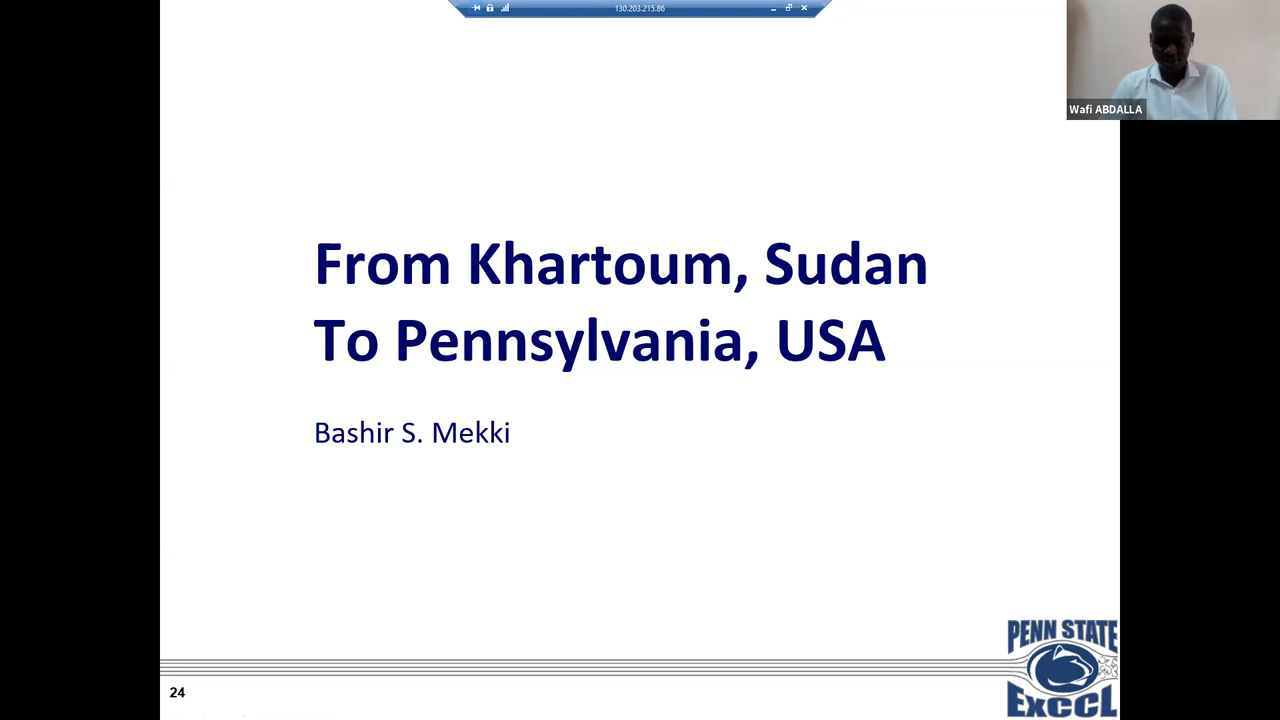 130.203.215.86
Wafi ABDALLA
From Khartoum, Sudan
To Pennsylvania, USA
Bashir S. Mekki
PENN STATE
ExCCL
24